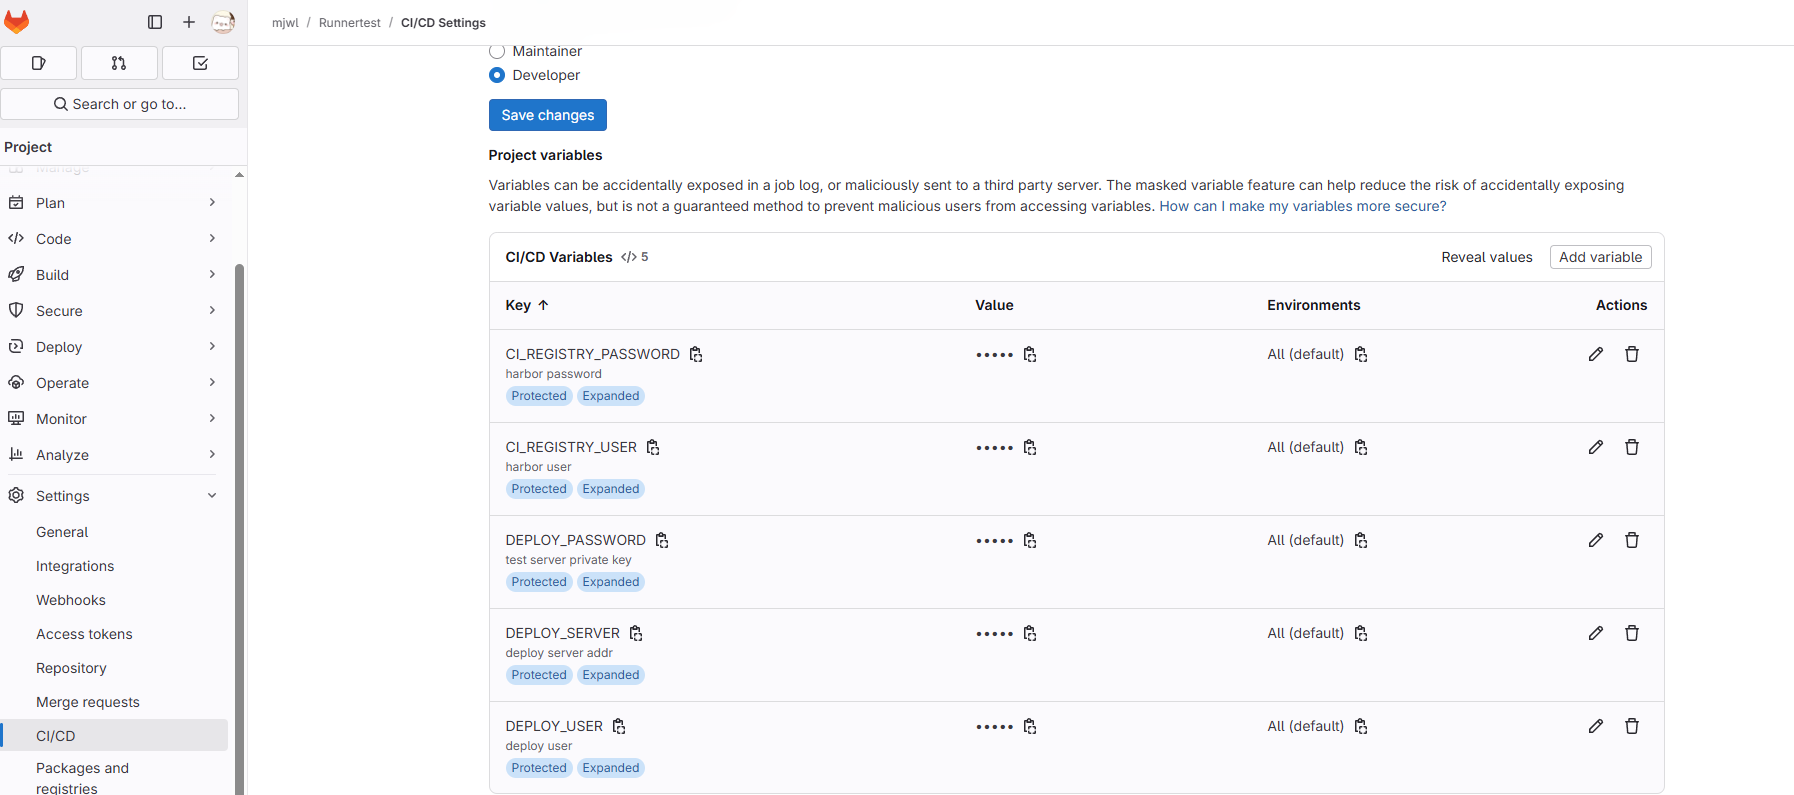 mjwl / Runnertest / CI/CD Settings
Search or go to...
Project
Manage
Plan
Code
Build
Secure
Deploy
Operate
Monitor
Analyze
Settings
General
Integrations
Webhooks
Access tokens
Repository
Merge requests
CI/CD
Packages and
registries
Maintainer
Developer
Save changes
Project variables
Variables can be accidentally exposed in a job log, or maliciously sent to a third party server. The masked variable feature can help reduce the risk of accidentally exposing
variable values, but is not a guaranteed method to prevent malicious users from accessing variables. How can I make my variables more secure?
CI/CD Variables </> 5 Reveal values Add variable
Key ↑ Value Environments Actions
CI_REGISTRY_PASSWORD ••••• All (default)
harbor password
Protected Expanded
CI_REGISTRY_USER ••••• All (default)
harbor user
Protected Expanded
DEPLOY_PASSWORD ••••• All (default)
test server private key
Protected Expanded
DEPLOY_SERVER ••••• All (default)
deploy server addr
Protected Expanded
DEPLOY_USER ••••• All (default)
deploy user
Protected Expanded